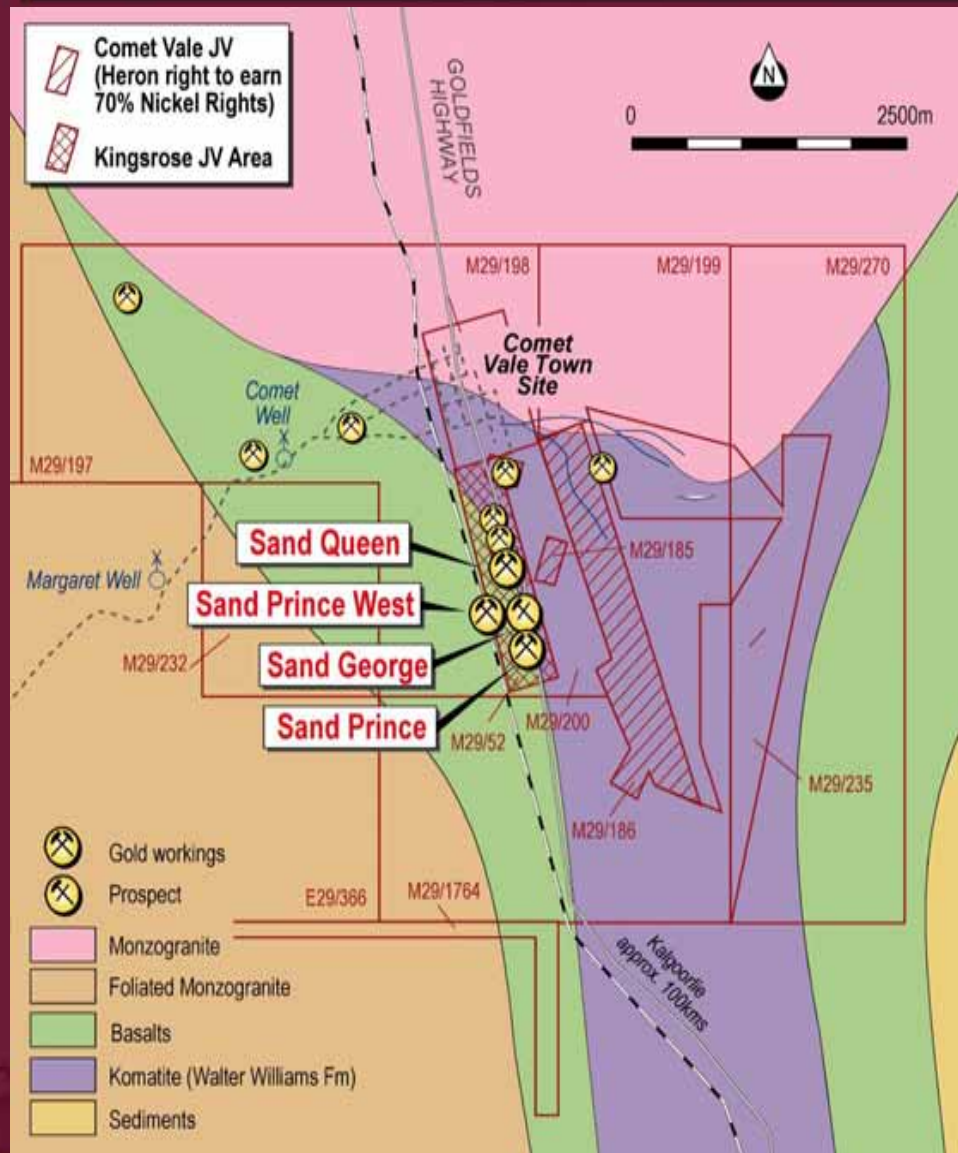 Comet Vale JV
(Heron right to earn
70% Nickel Rights)
Kingsrose JV Area
GOLDFIELDS
HIGHWAY
N
0 2500m
M29/198
M29/199
M29/270
Comet
Vale Town
Site
Comet
Well
M29/197
Sand Queen
M29/185
Margaret Well
Sand Prince West
M29/232
Sand George
M29/200
Sand Prince
M29/52
M29/235
M29/186
Gold workings
Prospect
E29/366
M29/1764
Monzogranite
Foliated Monzogranite
Kalgoorlie
approx. 100kms
Basalts
Komatite (Walter Williams Fm)
Sediments